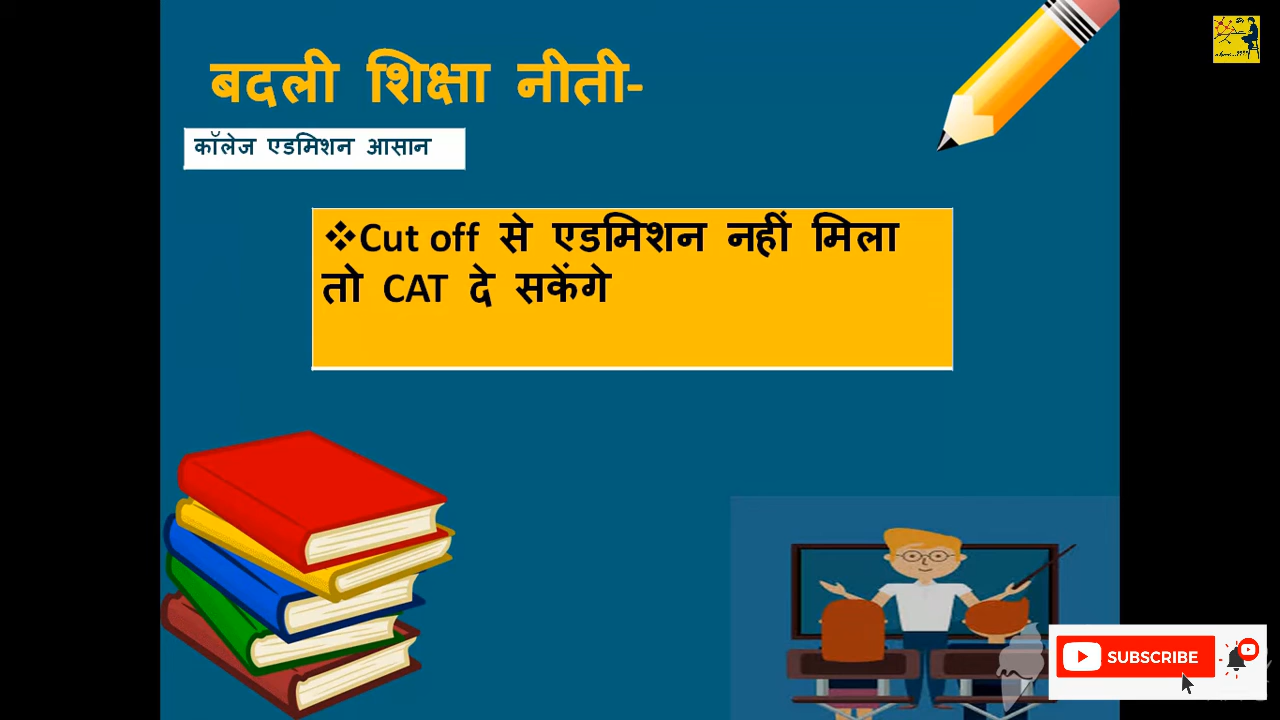 बदली शिक्षा नीती-
कॉलेज एडमिशन आसान
❖Cut off से एडमिशन नहीं मिला
तो CAT दे सकेंगे
SUBSCRIBE